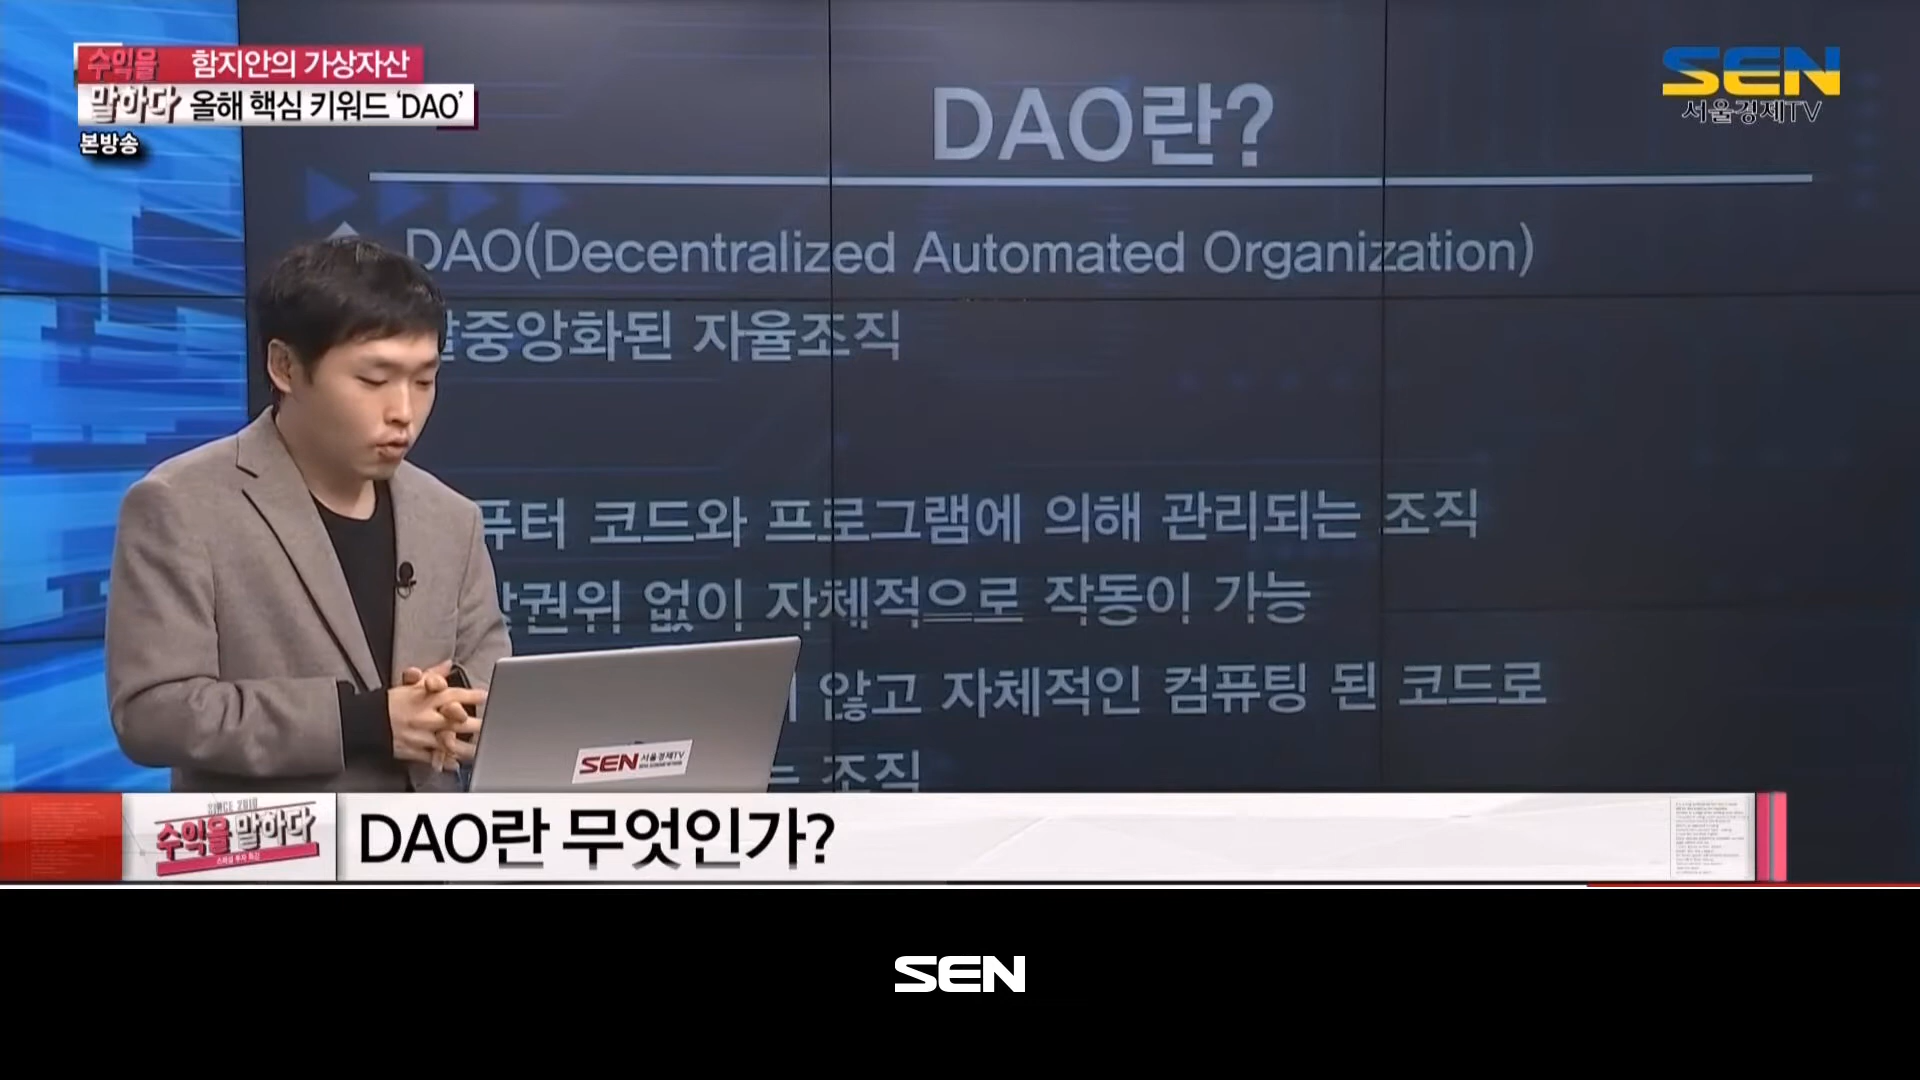 수익을 말하다
함지안의 가상자산
올해 핵심 키워드 ‘DAO’
본방송
SEN
서울경제TV
DAO란?
DAO(Decentralized Automated Organization)
중앙화된 자율조직
퓨터 코드와 프로그램에 의해 관리되는 조직
권위 없이 자체적으로 작동이 가능
않고 자체적인 컴퓨팅 된 코드로
조직
SEN 서울경제TV
SINCE 2010
수익을 말하다
DAO란 무엇인가?
SEN